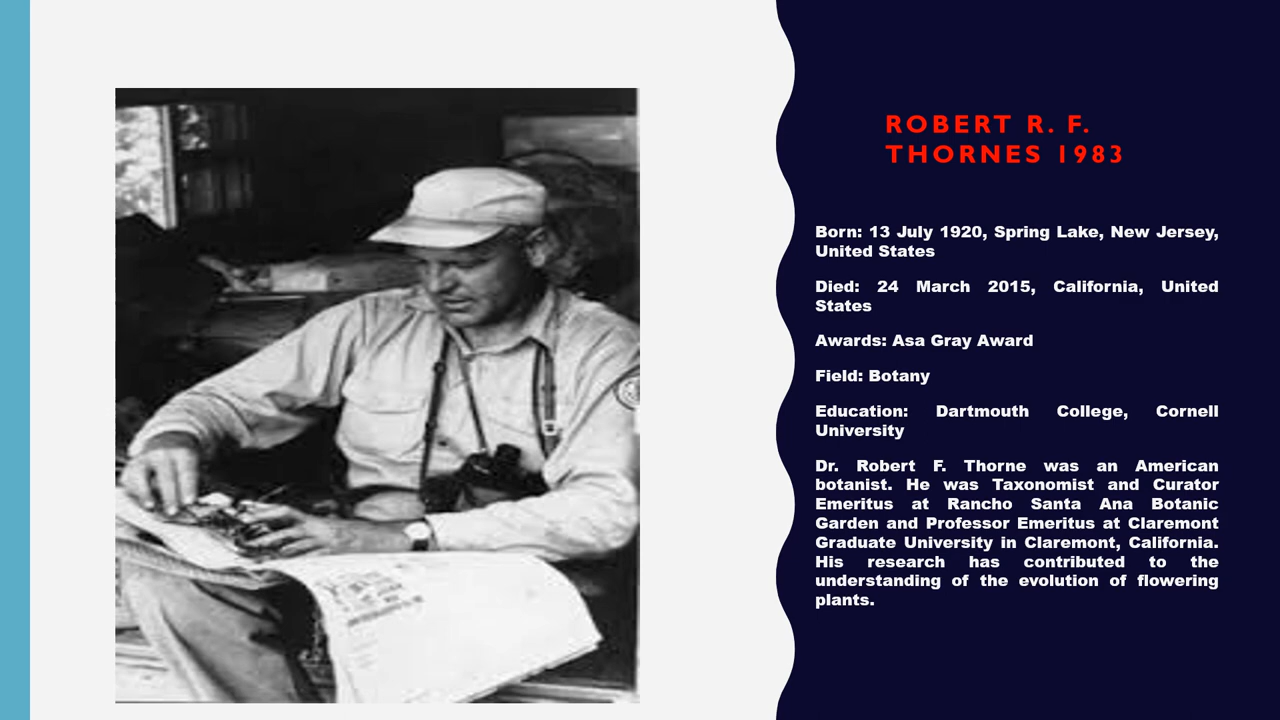 ROBERT R. F.
THORNES 1983
Born: 13 July 1920, Spring Lake, New Jersey,
United States
Died: 24 March 2015, California, United
States
Awards: Asa Gray Award
Field: Botany
Education: Dartmouth College, Cornell
University
Dr. Robert F. Thorne was an American
botanist. He was Taxonomist and Curator
Emeritus at Rancho Santa Ana Botanic
Garden and Professor Emeritus at Claremont
Graduate University in Claremont, California.
His research has contributed to the
understanding of the evolution of flowering
plants.